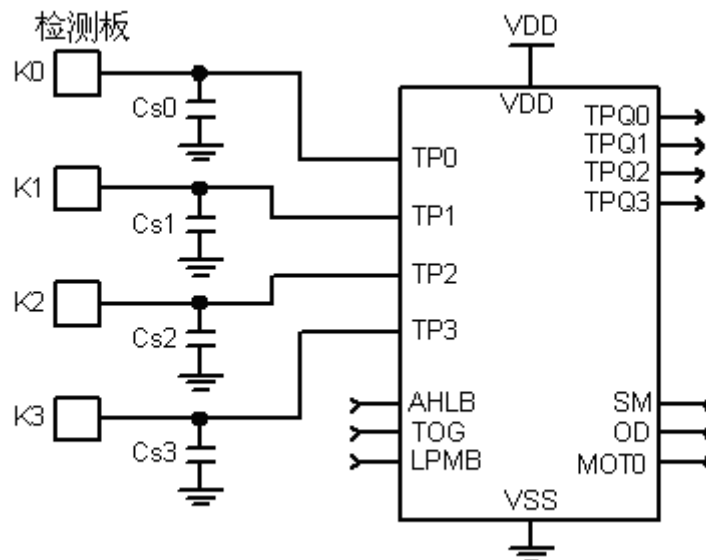 检测板
K0
Cs0
K1
Cs1
K2
Cs2
K3
Cs3
VDD
VDD
TP0
TP1
TP2
TP3
AHLB
TOG
LPMB
TPQ0
TPQ1
TPQ2
TPQ3
SM
OD
MOT0
VSS